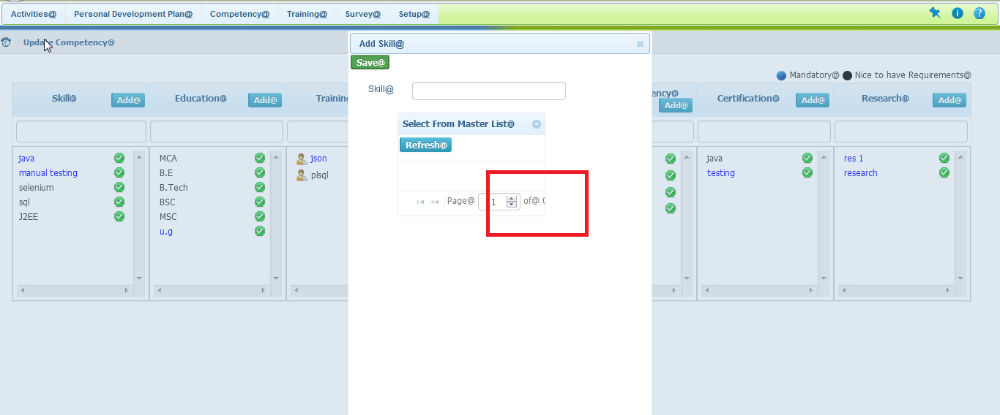 Activities@ Personal Development Plan@ Competency@ Training@ Survey@ Setup@
Update Competency@
Add Skill@
Save@
Mandatory@ Nice to have Requirements@
Skill@
Skill@ Add@ Education@ Add@ Add@ Certification@ Add@ Research@ Add@
Select From Master List@
Refresh@
java MCA json java res 1
manual testing B.E plsql testing research
selenium B.Tech
sql BSC
J2EE MSC
u.g
Page@ 1 of@